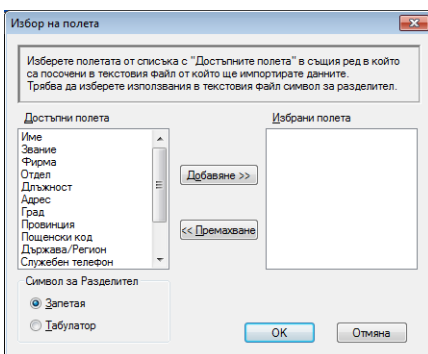 Избор на полета
Изберете полетата от списъка с "Достъпните полета" в същия ред в който
са посочени в текстовия файл от който ще импортирате данните.
Трябва да изберете използвания в текстовия файл символ за разделител.
Достъпни полета
Избрани полета
Име
Звание
Фирма
Отдел
Длъжност
Адрес
Град
Провинция
Пощенски код
Държава/Регион
Служебен телефон
Добавяне >>
<< Премахване
Символ за Разделител
Запетая
Табулатор
OK
Отмяна